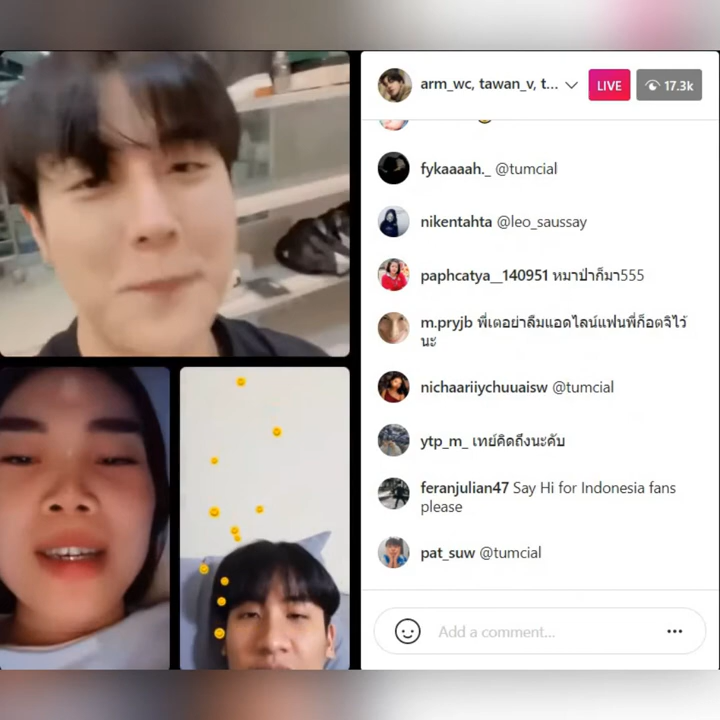 arm_wc, tawan_v, t...
LIVE
17.3k
fykaaaah._ @tumcial
nikentahta @leo_saussay
paphcatya__140951 หมาป่าก็มา555
m.pryjb พี่เตอย่าลืมแอดไลน์แฟนพี่ก็อตจิไว้
นะ
nichaariiychuuaisw @tumcial
ytp_m_ เทย์คิดถึงนะคับ
feranjulian47 Say Hi for Indonesia fans
please
pat_suw @tumcial
Add a comment...